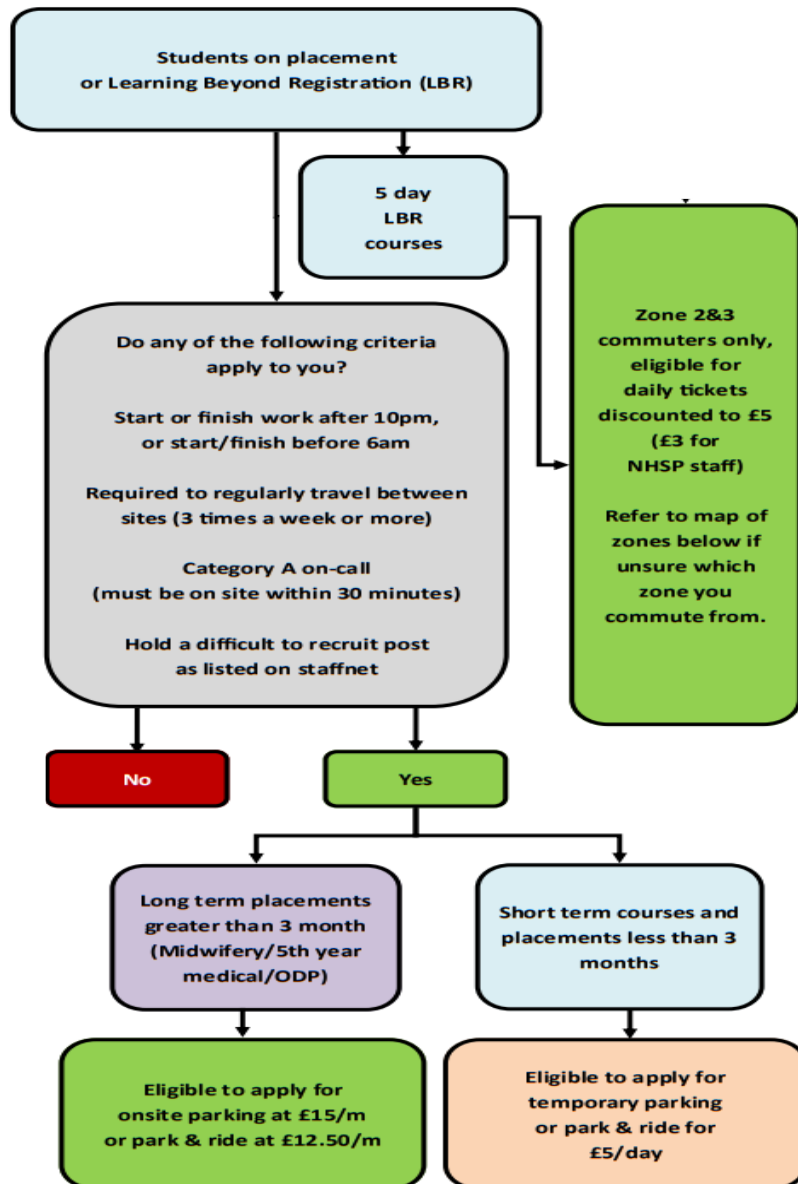 Students on placement
or Learning Beyond Registration (LBR)
5 day
LBR
courses
Zone 2&3
commuters only,
eligible for
daily tickets
discounted to £5
(£3 for
NHSP staff)
Refer to map of
zones below if
unsure which
zone you
commute from.
Do any of the following criteria
apply to you?
Start or finish work after 10pm,
or start/finish before 6am
Required to regularly travel between
sites (3 times a week or more)
Category A on-call
(must be on site within 30 minutes)
Hold a difficult to recruit post
as listed on staffnet
No
Yes
Long term placements
greater than 3 month
(Midwifery/5th year
medical/ODP)
Short term courses and
placements less than 3
months
Eligible to apply for
onsite parking at £15/m
or park & ride at £12.50/m
Eligible to apply for
temporary parking
or park & ride for
£5/day